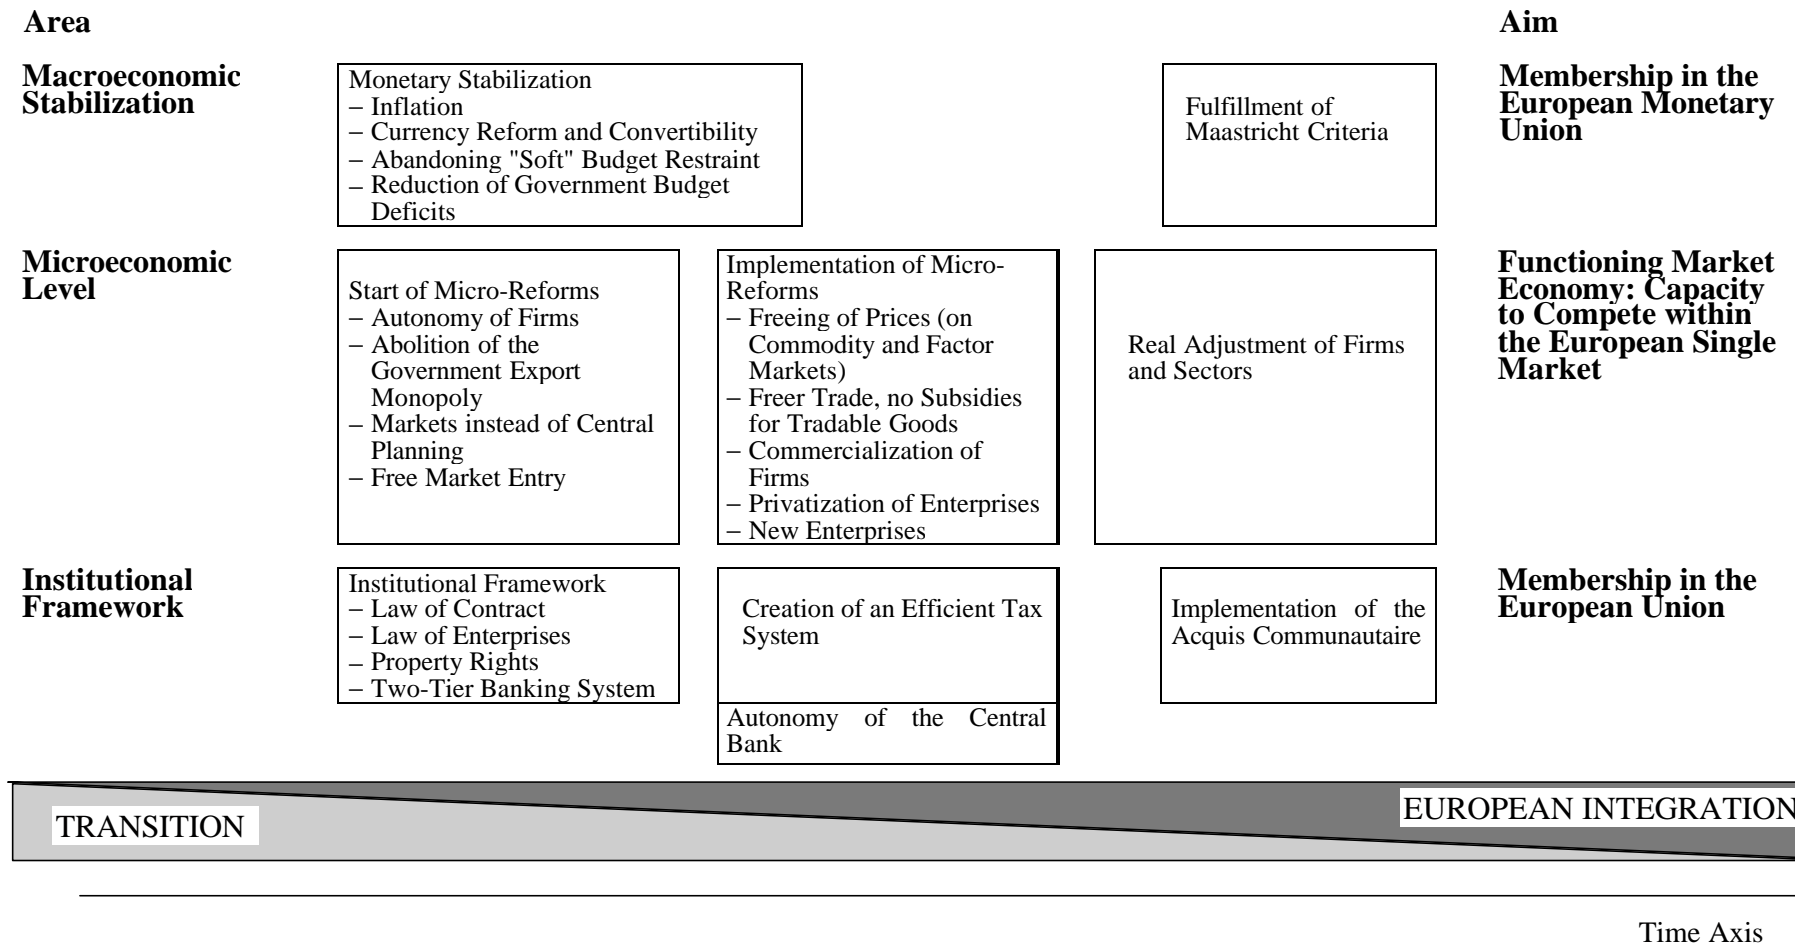 Area
Aim
Macroeconomic
Stabilization
Monetary Stabilization
– Inflation
– Currency Reform and Convertibility
– Abandoning "Soft" Budget Restraint
– Reduction of Government Budget
Deficits
Fulfillment of
Maastricht Criteria
Membership in the
European Monetary
Union
Microeconomic
Level
Start of Micro-Reforms
– Autonomy of Firms
– Abolition of the
Government Export
Monopoly
– Markets instead of Central
Planning
– Free Market Entry
Implementation of Micro-
Reforms
– Freeing of Prices (on
Commodity and Factor
Markets)
– Freer Trade, no Subsidies
for Tradable Goods
– Commercialization of
Firms
– Privatization of Enterprises
– New Enterprises
Real Adjustment of Firms
and Sectors
Functioning Market
Economy: Capacity
to Compete within
the European Single
Market
Institutional
Framework
Institutional Framework
– Law of Contract
– Law of Enterprises
– Property Rights
– Two-Tier Banking System
Creation of an Efficient Tax
System
Autonomy of the Central
Bank
Implementation of the
Acquis Communautaire
Membership in the
European Union
TRANSITION
EUROPEAN INTEGRATION
Time Axis